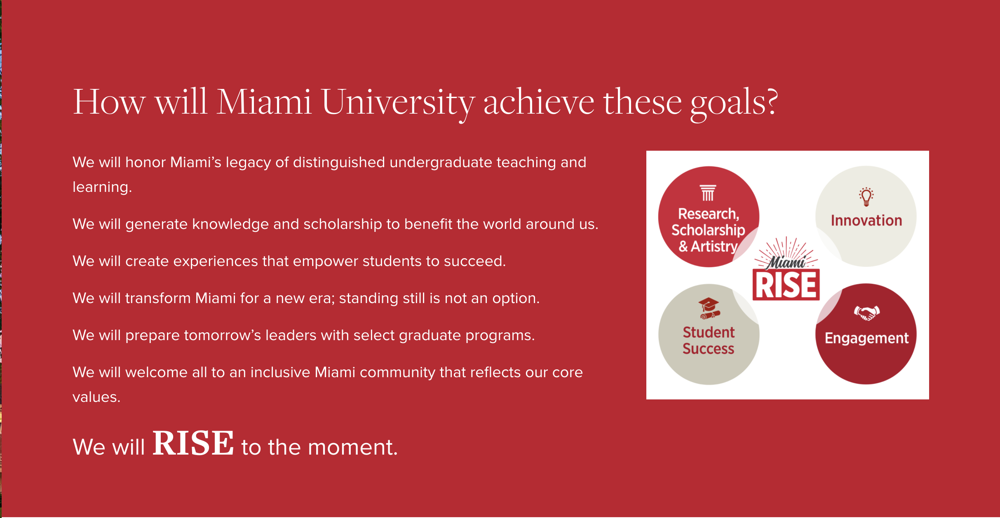 How will Miami University achieve these goals?
We will honor Miami’s legacy of distinguished undergraduate teaching and
learning.
We will generate knowledge and scholarship to benefit the world around us.
We will create experiences that empower students to succeed.
We will transform Miami for a new era; standing still is not an option.
We will prepare tomorrow’s leaders with select graduate programs.
We will welcome all to an inclusive Miami community that reflects our core
values.
We will RISE to the moment.
Research,
Scholarship
& Artistry
Innovation
Miami
RISE
Student
Success
Engagement